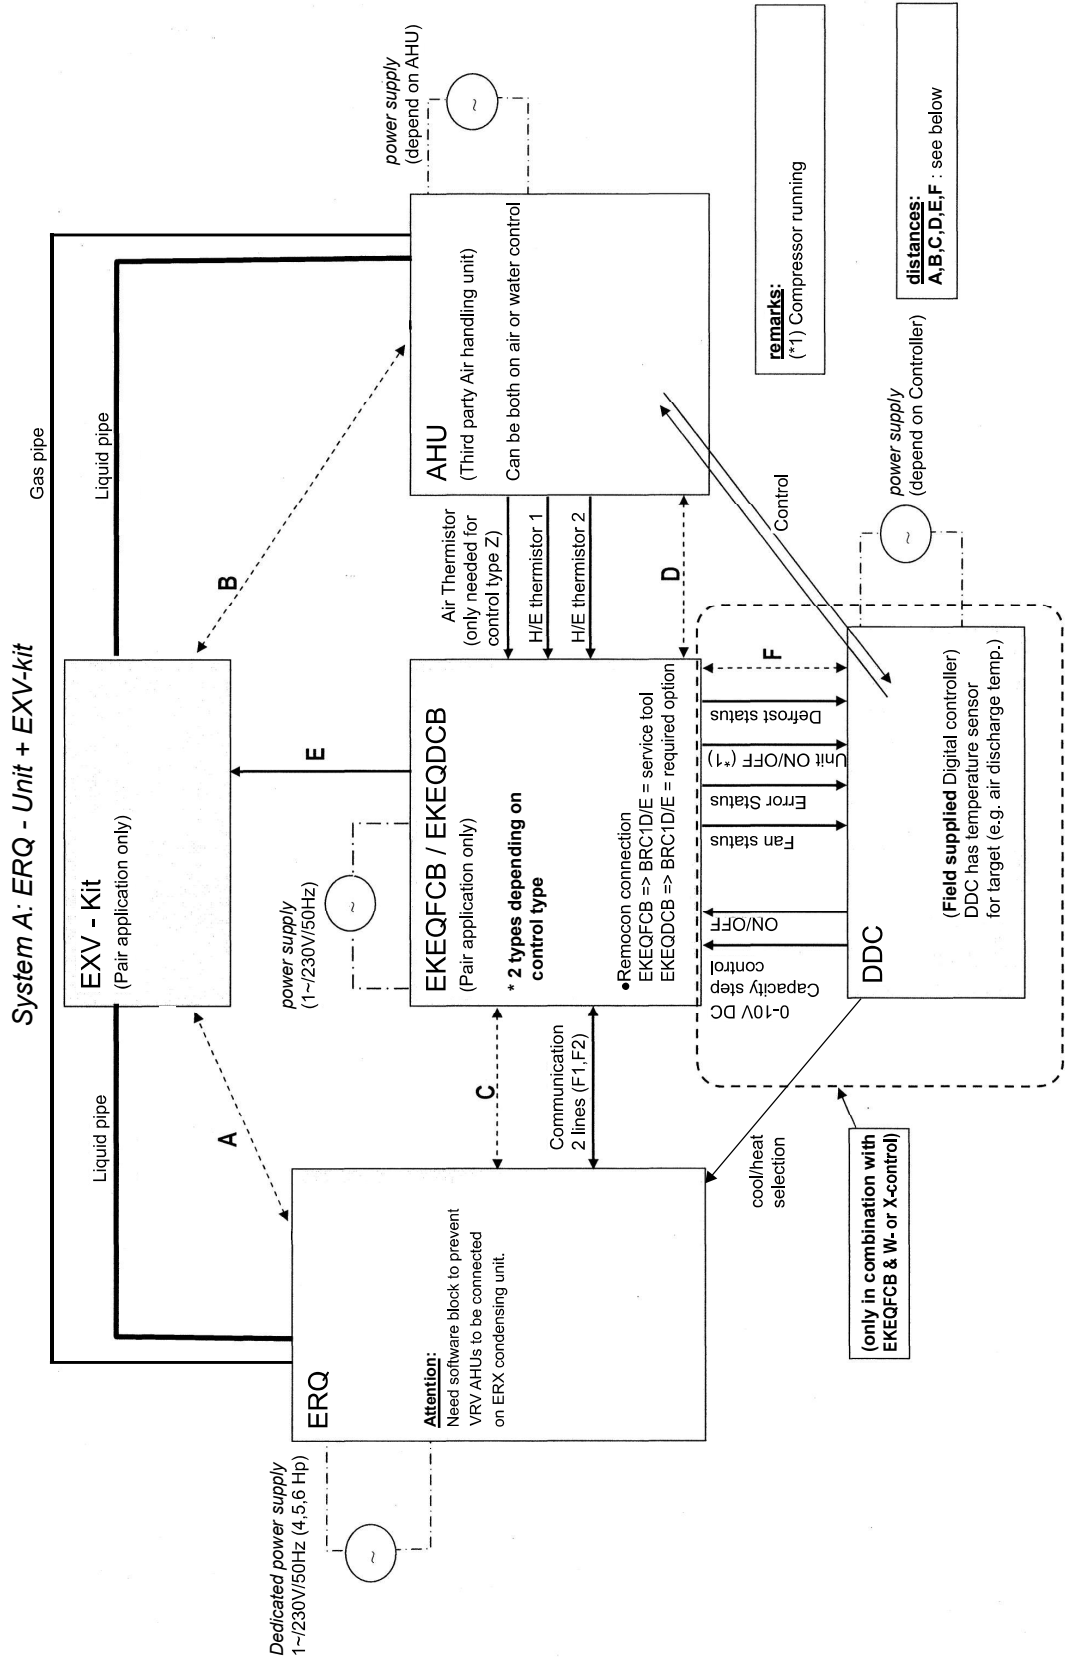 System A: ERQ - Unit + EXV-kit
Gas pipe
Liquid pipe
Liquid pipe
EXV - Kit
(Pair application only)
A
B
E
Dedicated power supply
1~/230V/50Hz (4,5,6 Hp)
~
power supply
(1~/230V/50Hz)
~
power supply
(depend on AHU)
~
ERQ
Attention:
Need software block to prevent
VRV AHUs to be connected
on ERX condensing unit.
C
Communication
2 lines (F1,F2)
EKEQFCB / EKEQDCB
(Pair application only)
* 2 types depending on
control type
●Remocon connection
EKEQFCB => BRC1D/E = service tool
EKEQDCB => BRC1D/E = required option
Air Thermistor
(only needed for
control type Z)
H/E thermistor 1
H/E thermistor 2
D
AHU
(Third party Air handling unit)
Can be both on air or water control
0-10V DC
Capacity step
control
ON/OFF
Fan status
Error Status
Unit ON/OFF (*1)
Defrost status
F
cool/heat
selection
Control
remarks:
(*1) Compressor running
DDC
(Field supplied Digital controller)
DDC has temperature sensor
for target (e.g. air discharge temp.)
power supply
(depend on Controller)
~
(only in combination with
EKEQFCB & W- or X-control)
distances:
A,B,C,D,E,F : see below